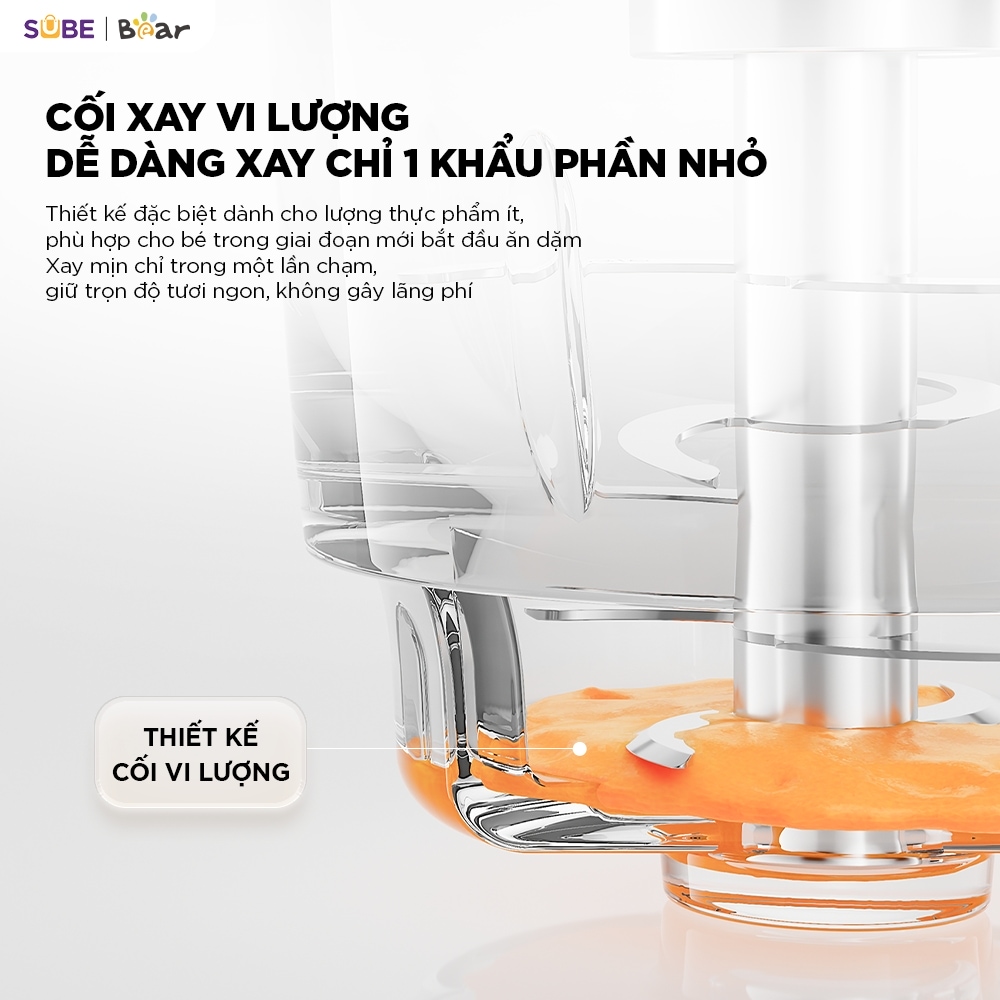 SUBE | Bear
CỐI XAY VI LƯỢNG
DỄ DÀNG XAY CHỈ 1 KHẨU PHẦN NHỎ
Thiết kế đặc biệt dành cho lượng thực phẩm ít,
phù hợp cho bé trong giai đoạn mới bắt đầu ăn dặm
Xay mịn chỉ trong một lần chạm,
giữ trọn độ tươi ngon, không gây lãng phí
THIẾT KẾ
CỐI VI LƯỢNG